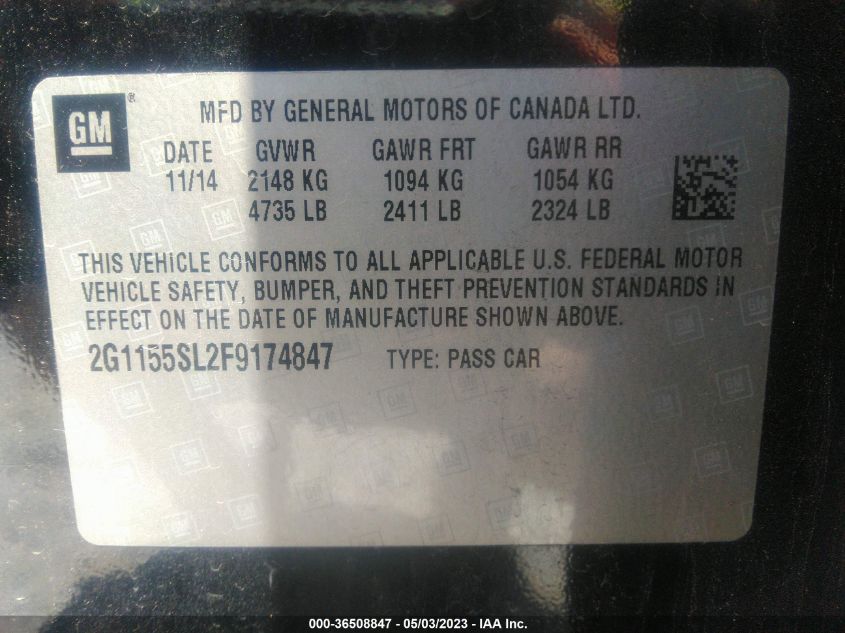 GM®
MFD BY GENERAL MOTORS OF CANADA LTD.
DATE GVWR GAWR FRT GAWR RR
11/14 2148 KG 1094 KG 1054 KG
4735 LB 2411 LB 2324 LB
THIS VEHICLE CONFORMS TO ALL APPLICABLE U.S. FEDERAL MOTOR
VEHICLE SAFETY, BUMPER, AND THEFT PREVENTION STANDARDS IN
EFFECT ON THE DATE OF MANUFACTURE SHOWN ABOVE.
2G1155SL2F9174847 TYPE: PASS CAR
000-36508847 - 05/03/2023 - IAA Inc.